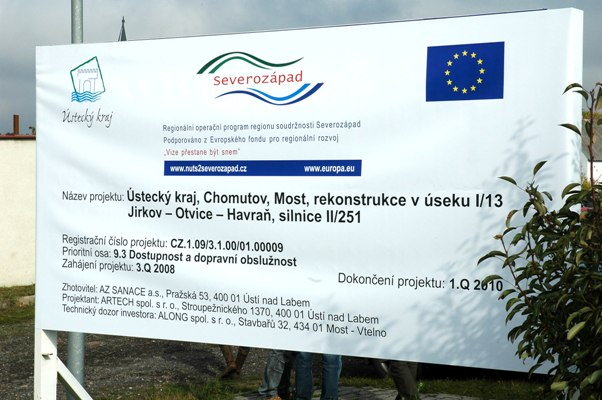 Ústecký kraj
Severozápad
Regionální operační program regionu soudržnosti Severozápad
Podporováno z Evropského fondu pro regionální rozvoj
„Vize přestane být snem"
www.nuts2severozapad.cz www.europa.eu
Název projektu: Ústecký kraj, Chomutov, Most, rekonstrukce v úseku I/13
Jirkov – Otvice – Havraň, silnice II/251
Registrační číslo projektu: CZ.1.09/3.1.00/01.00009
Prioritní osa: 9.3 Dostupnost a dopravní obslužnost
Zahájení projektu: 3.Q 2008
Dokončení projektu: 1.Q 2010
Zhotovitel: AZ SANACE a.s., Pražská 53, 400 01 Ústí nad Labem
Projektant: ARTECH spol. s r. o., Stroupežnického 1370, 400 01 Ústí nad Labem
Technický dozor investora: ALONG spol. s r. o., Stavbařů 32, 434 01 Most - Vtelno